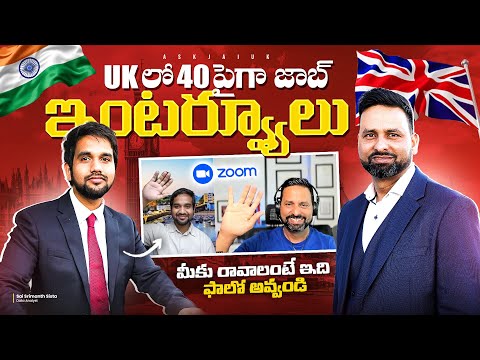 ASKJAIUK
UK లో 40 పైగా జాబ్
ఇంటర్వ్యూలు
zoom
మీకు రావాలంటే ఇది
ఫాలో అవ్వండి
Sai Srimanth Sista
Data Analyst